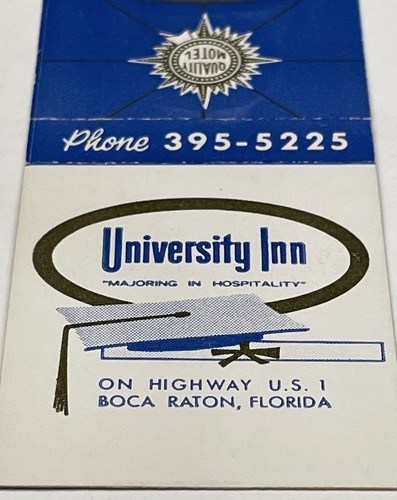 QUALITY
MOTEL
Phone 395-5225
University Inn
"MAJORING IN HOSPITALITY"
ON HIGHWAY U.S. 1
BOCA RATON, FLORIDA